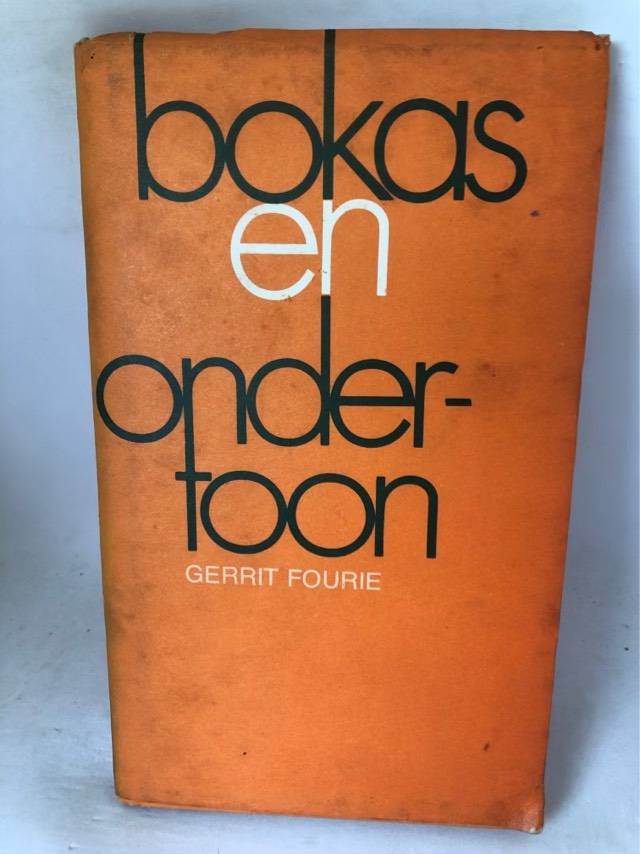 bokas
en
onder-
toon
GERRIT FOURIE